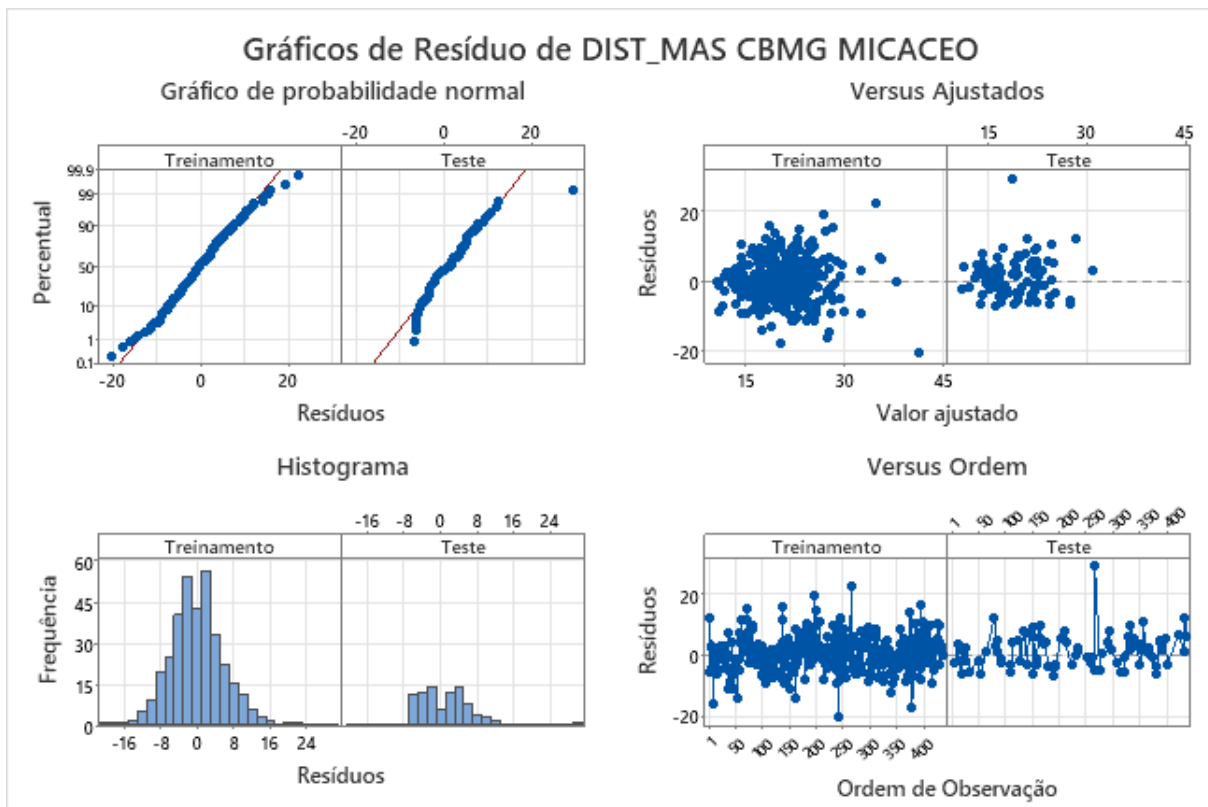 Gráficos de Resíduo de DIST_MAS CBMG MICACEO
Gráfico de probabilidade normal
-20 0 20
Treinamento Teste
99.9
99
90
50
10
1
0.1
Percentual
-20 0 20
Resíduos
Versus Ajustados
15 30 45
Treinamento Teste
20
0
-20
Resíduos
15 30 45
Valor ajustado
Histograma
-16 -8 0 8 16 24
Treinamento Teste
60
45
30
15
0
Frequência
-16 -8 0 8 16 24
Resíduos
Versus Ordem
1 50 100 150 200 250 300 350 400
Treinamento Teste
20
0
-20
Resíduos
1 50 100 150 200 250 300 350 400
Ordem de Observação